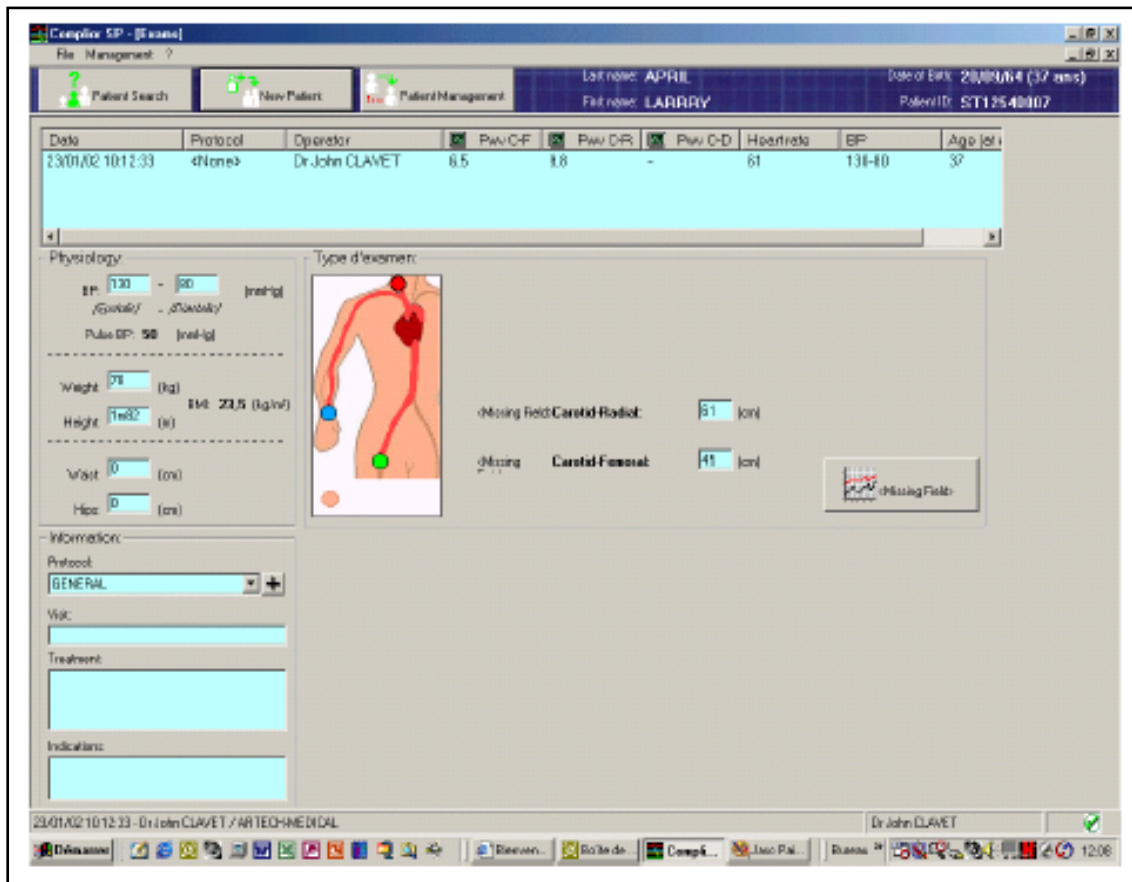 Complior SP - [Exams]
File Management ?
Patient Search New Patient Patient Management
Last name: APRIL
First name: LARRRY
Date of Birth: 20/09/64 (37 ans)
Patient ID: ST12540007
Date Protocol Operator Pwv C-F Pwv C-R Pwv C-D Heartrate BP Age (at
23/01/02 10:12:33 <None> Dr John CLAVET 6.5 - 61 130-80 37
Physiology:
BP: 130 - 80 (mmHg)
(Systolic) - (Diastolic)
Pulse BP: 50 (mmHg)
Weight: (kg)
BMI: 23,5 (kg/m²)
Height: 1m82 (m)
Waist: 0 (cm)
Hips: 0 (cm)
Type d'examen:
<Missing Field> Carotid-Radial: 61 (cm)
<Missing Carotid-Femoral: (cm)
<Missing Field>
Information:
Protocol:
GENERAL
Visit:
Treatment:
Indications:
23/01/02 10:12:33 - Dr John CLAVET / ARTECH-MEDICAL
Dr John CLAVET
Démarrer Bienven... Boîte de... Compli... Jasc Pai... Bureau 12:08